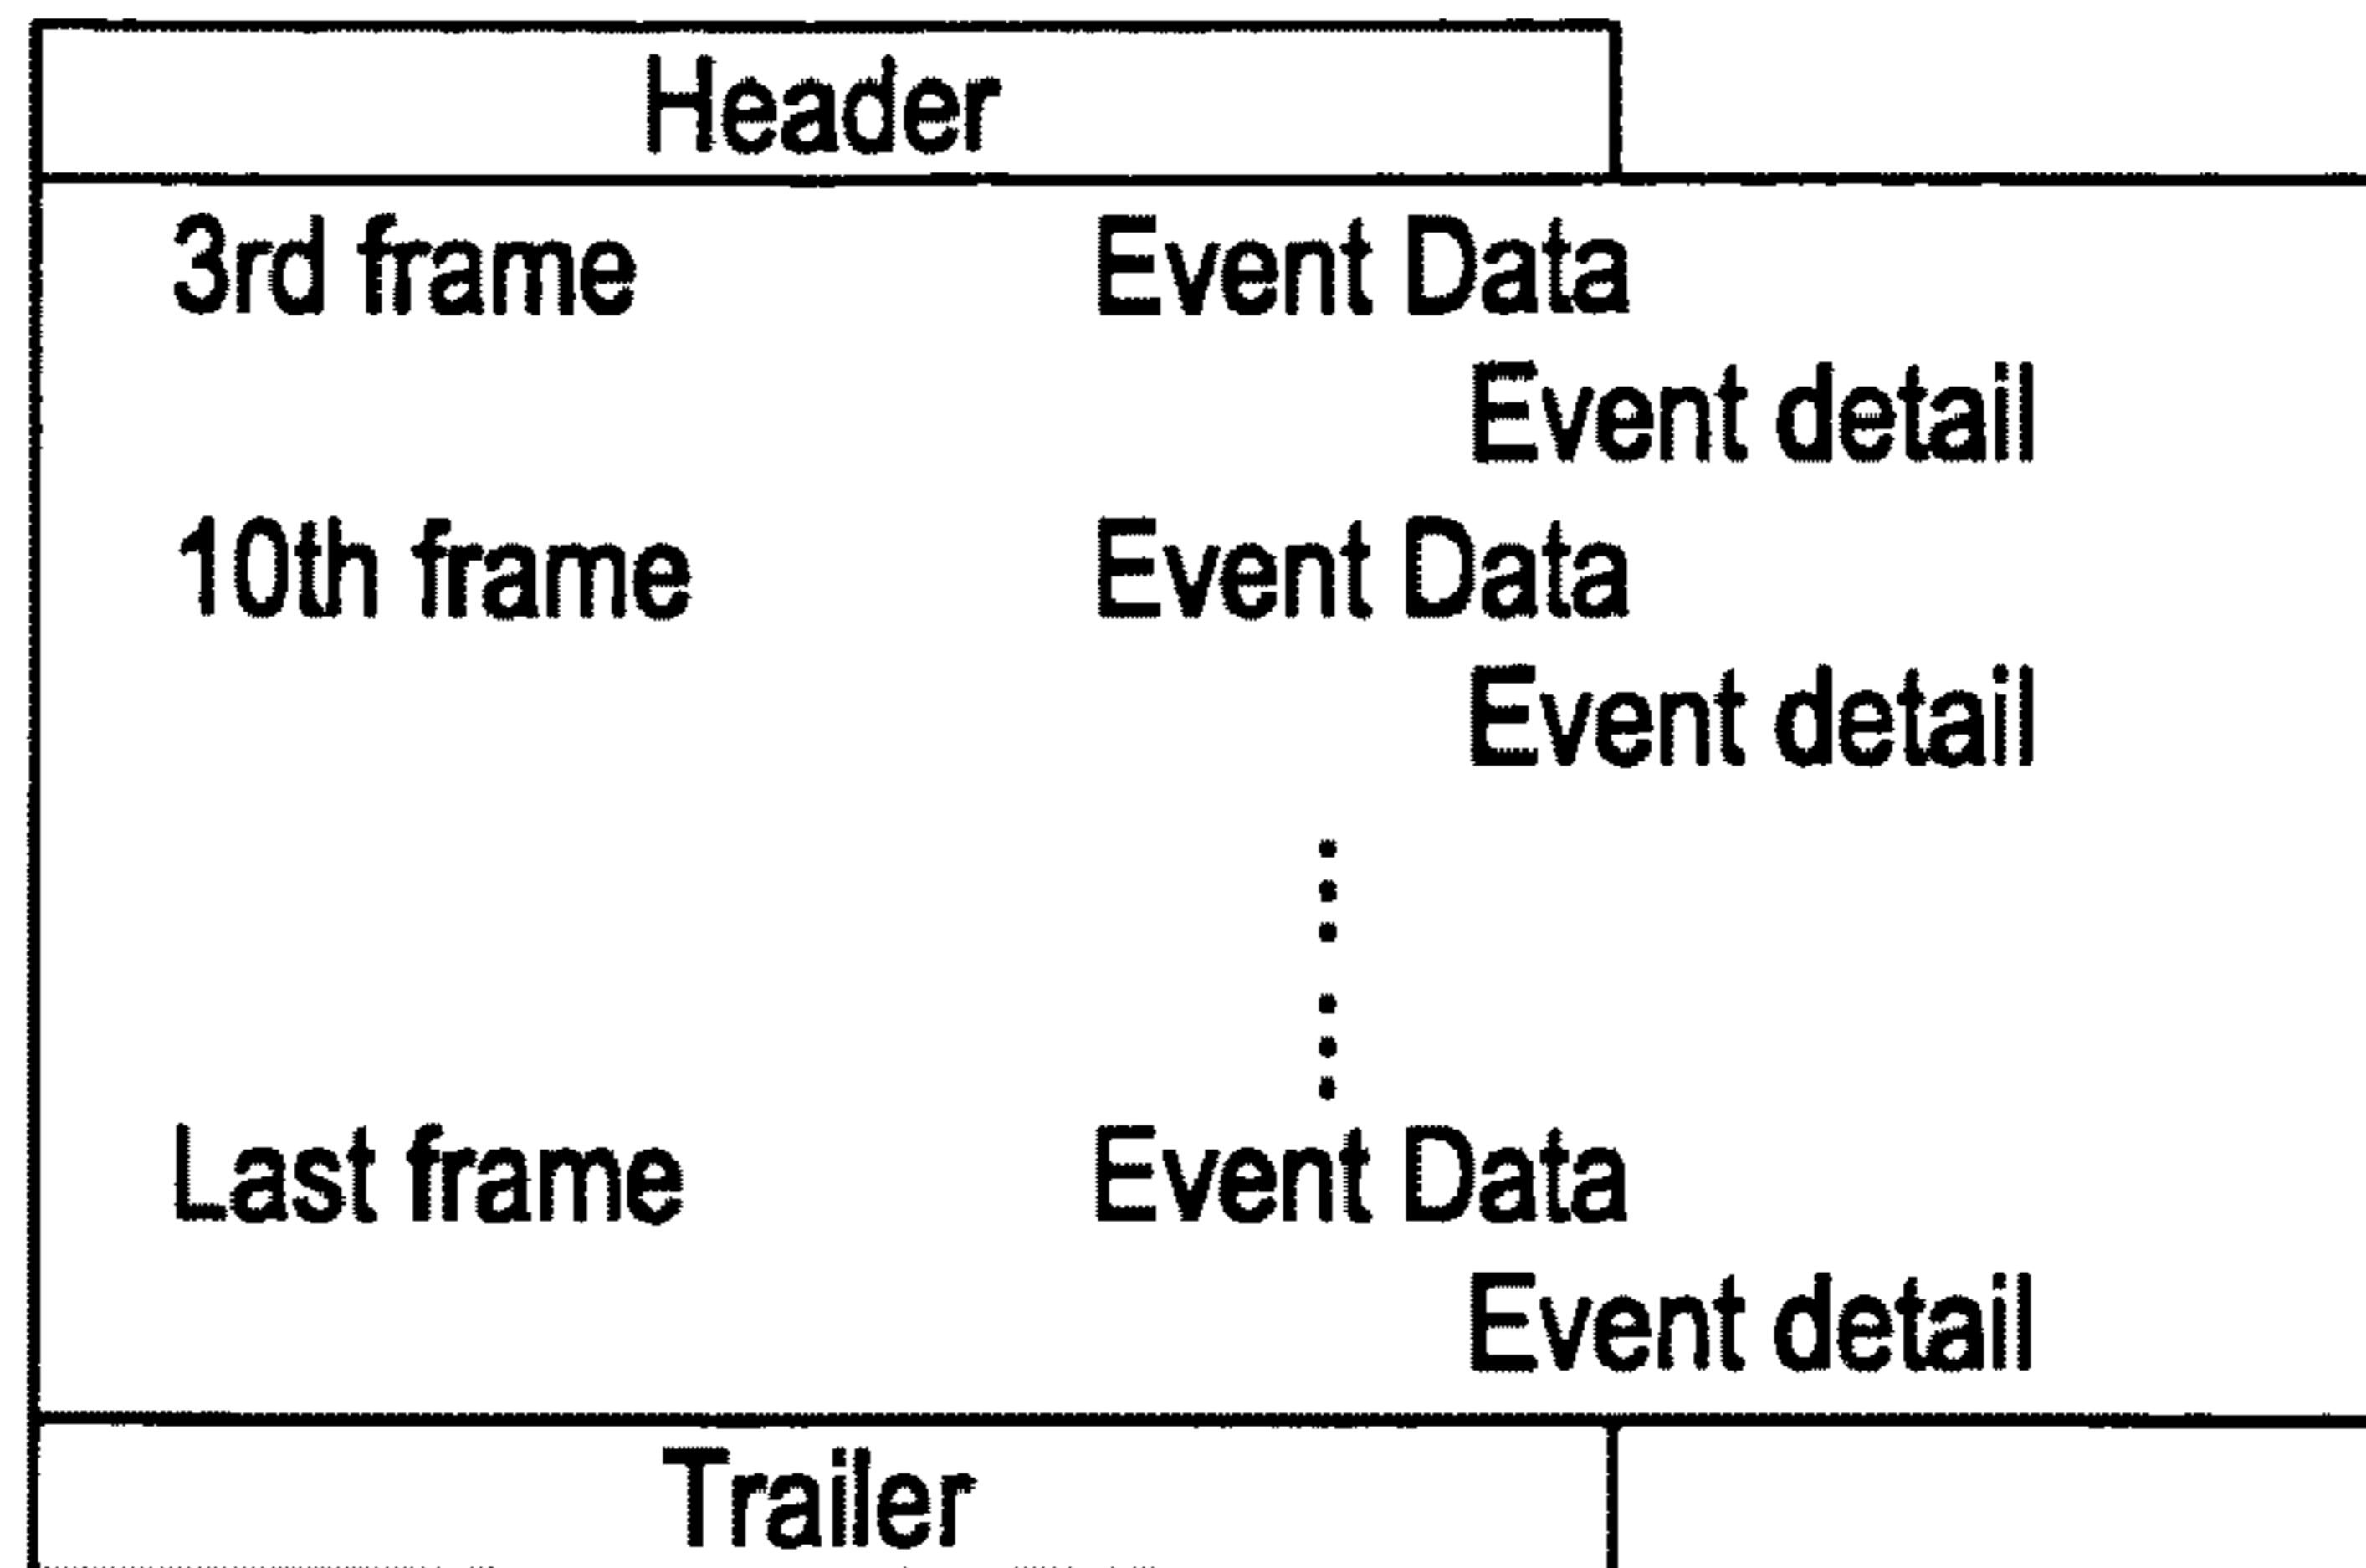 Header
3rd frame Event Data
Event detail
10th frame Event Data
Event detail
Last frame Event Data
Event detail
Trailer